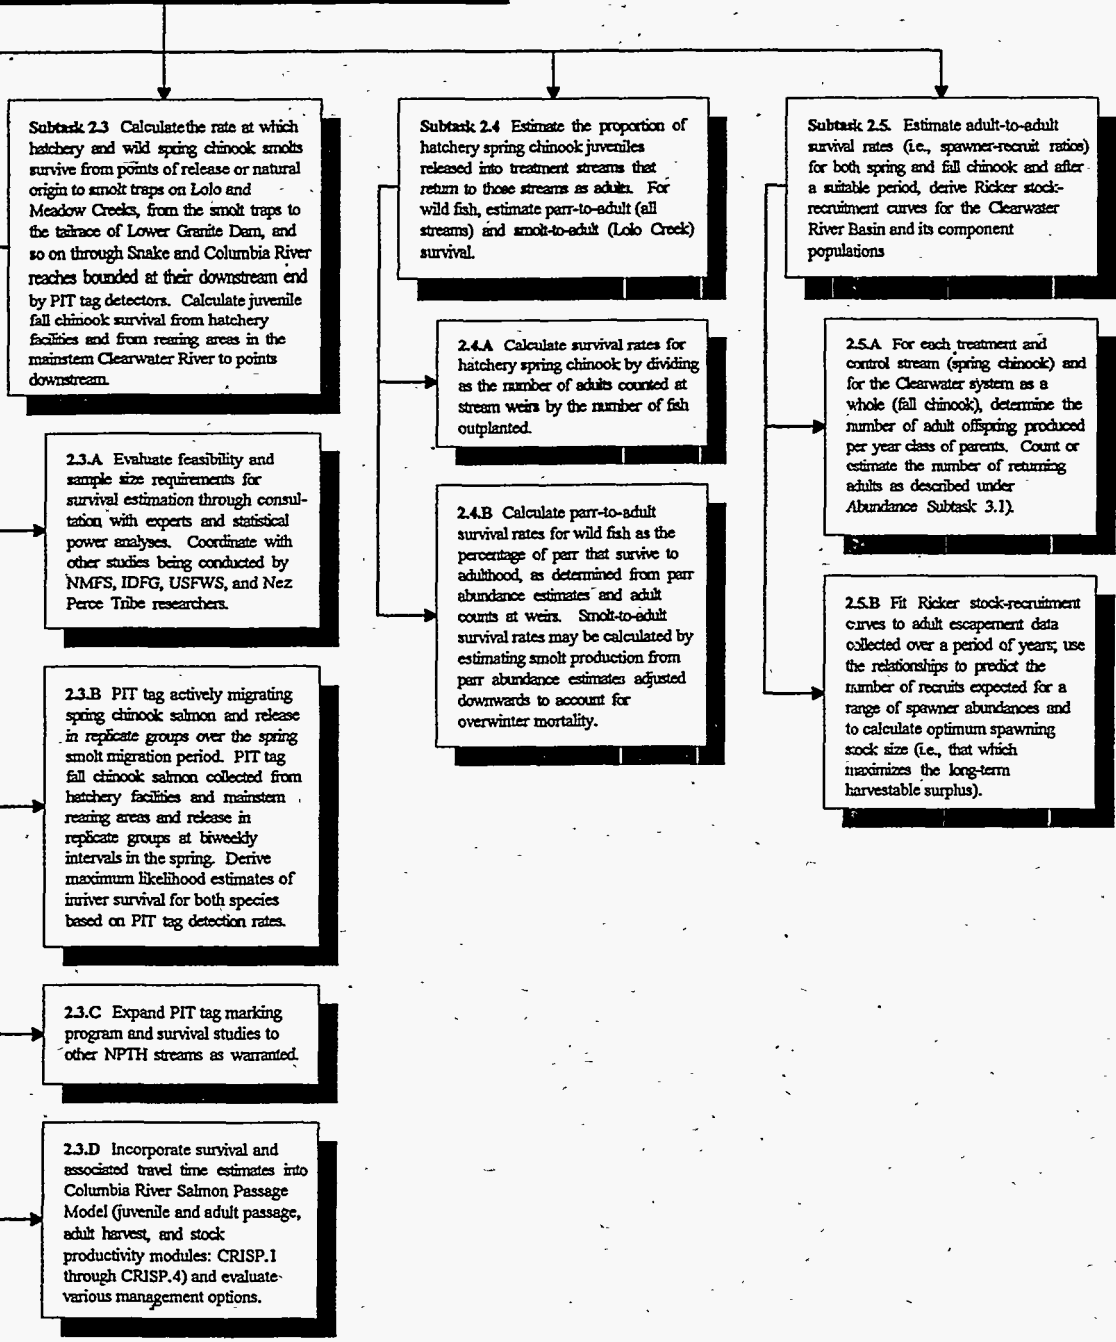 Subtask 2.3 Calculate the rate at which
hatchery and wild spring chinook smolts
survive from points of release or natural
origin to smolt traps on Lolo and
Meadow Creeks, from the smolt traps to
the tailrace of Lower Granite Dam, and
so on through Snake and Columbia River
reaches bounded at their downstream end
by PIT tag detectors. Calculate juvenile
fall chinook survival from hatchery
facilities and from rearing areas in the
mainstem Clearwater River to points
downstream.
2.3.A Evaluate feasibility and
sample size requirements for
survival estimation through consul-
tation with experts and statistical
power analyses. Coordinate with
other studies being conducted by
NMFS, IDFG, USFWS, and Nez
Perce Tribe researchers.
2.3.B PIT tag actively migrating
spring chinook salmon and release
in replicate groups over the spring
smolt migration period. PIT tag
fall chinook salmon collected from
hatchery facilities and mainstem
rearing areas and release in
replicate groups at biweekly
intervals in the spring. Derive
maximum likelihood estimates of
inriver survival for both species
based on PIT tag detection rates.
2.3.C Expand PIT tag marking
program and survival studies to
other NPTH streams as warranted.
2.3.D Incorporate survival and
associated travel time estimates into
Columbia River Salmon Passage
Model (juvenile and adult passage,
adult harvest, and stock
productivity modules: CRISP.1
through CRISP.4) and evaluate
various management options.
Subtask 2.4 Estimate the proportion of
hatchery spring chinook juveniles
released into treatment streams that
return to those streams as adults. For
wild fish, estimate parr-to-adult (all
streams) and smolt-to-adult (Lolo Creek)
survival.
2.4.A Calculate survival rates for
hatchery spring chinook by dividing
as the number of adults counted at
stream weirs by the number of fish
outplanted.
2.4.B Calculate parr-to-adult
survival rates for wild fish as the
percentage of parr that survive to
adulthood, as determined from parr
abundance estimates and adult
counts at weirs. Smolt-to-adult
survival rates may be calculated by
estimating smolt production from
parr abundance estimates adjusted
downwards to account for
overwinter mortality.
Subtask 2.5. Estimate adult-to-adult
survival rates (i.e., spawner-recruit ratios)
for both spring and fall chinook and after
a suitable period, derive Ricker stock-
recruitment curves for the Clearwater
River Basin and its component
populations
2.5.A For each treatment and
control stream (spring chinook) and
for the Clearwater system as a
whole (fall chinook), determine the
number of adult offspring produced
per year class of parents. Count or
estimate the number of returning
adults as described under
Abundance Subtask 3.1).
2.5.B Fit Ricker stock-recruitment
curves to adult escapement data
collected over a period of years; use
the relationships to predict the
number of recruits expected for a
range of spawner abundances and
to calculate optimum spawning
stock size (i.e., that which
maximizes the long-term
harvestable surplus).